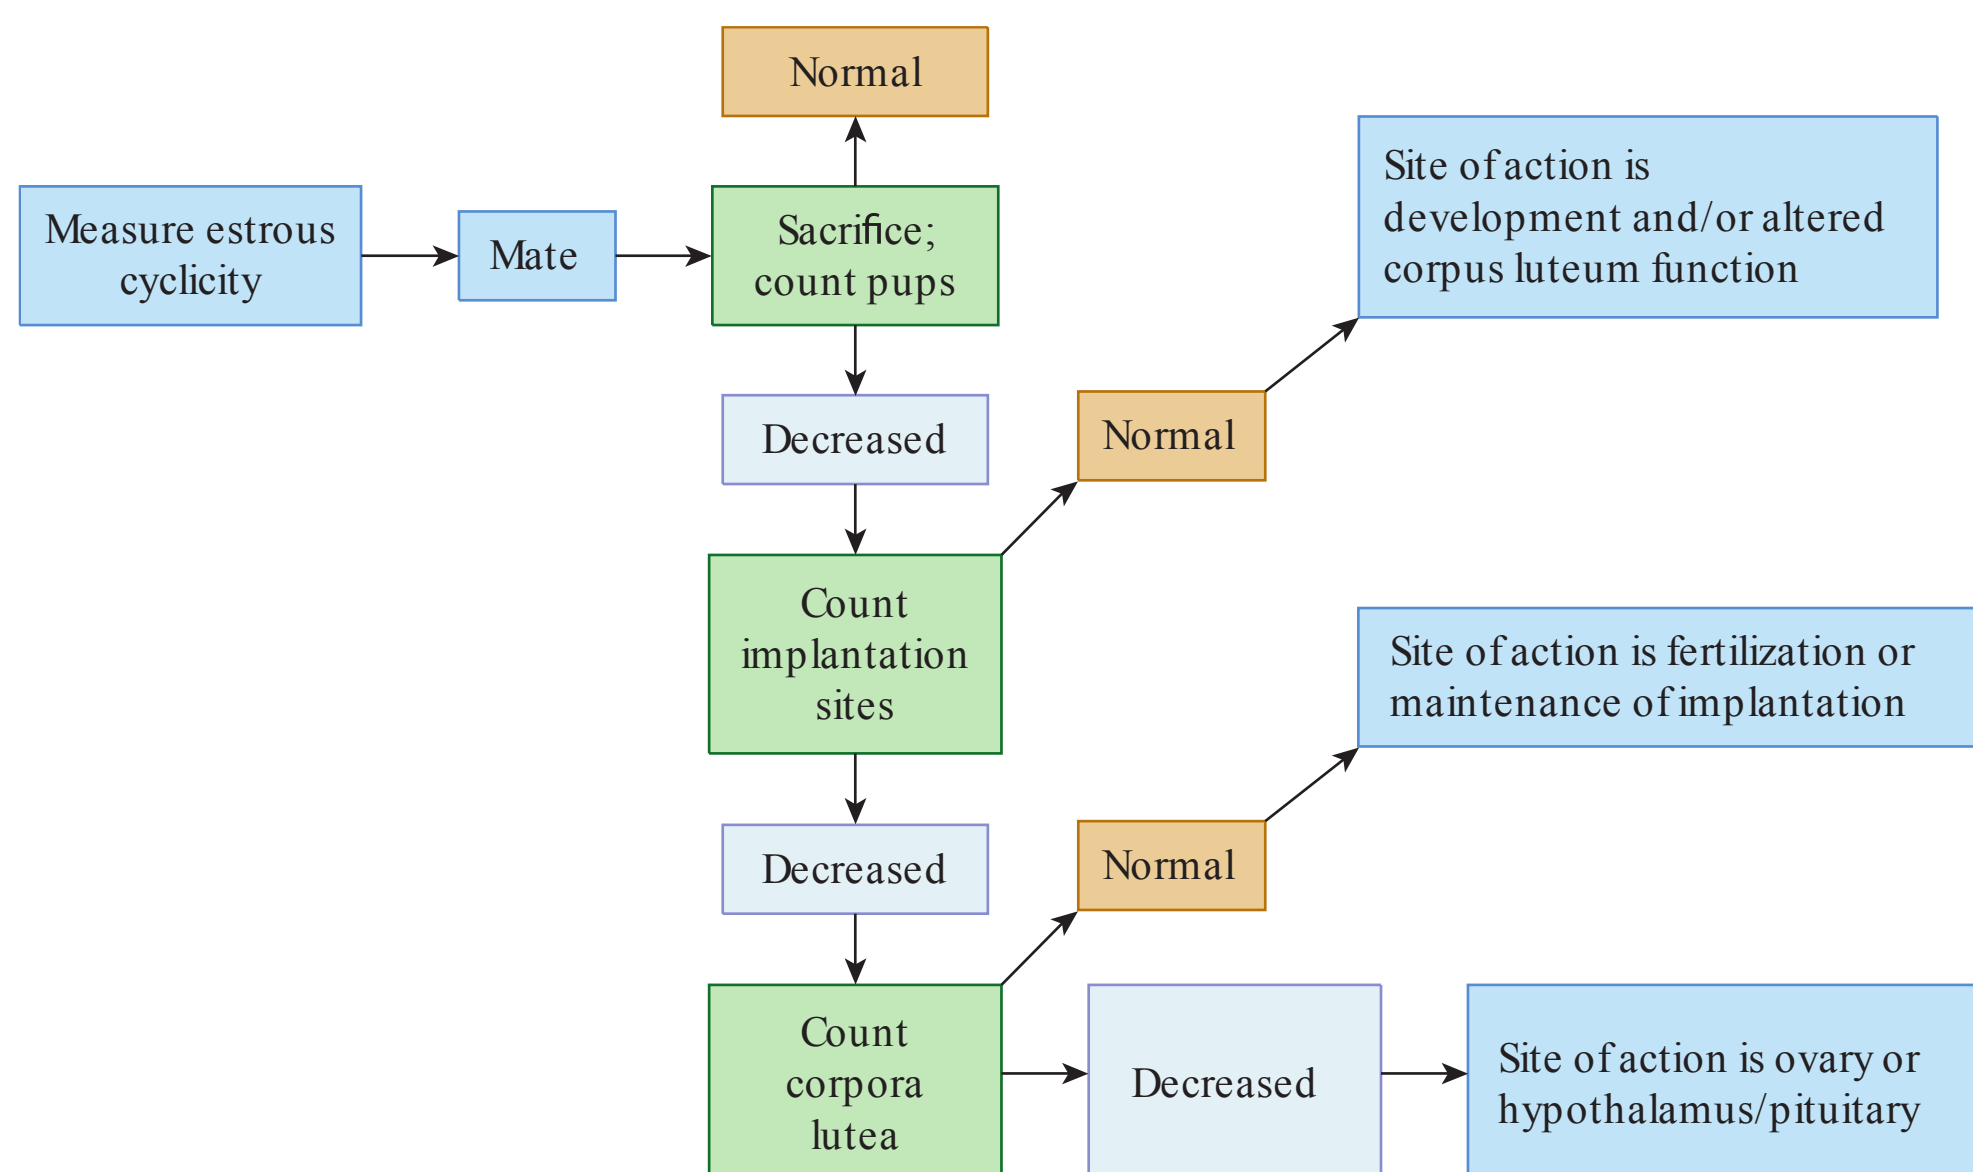 Normal
Measure estrous
cyclicity
Mate
Sacrifice;
count pups
Site of action is
development and/or altered
corpus luteum function
Decreased
Normal
Count
implantation
sites
Site of action is fertilization or
maintenance of implantation
Decreased
Normal
Count
corpora
lutea
Decreased
Site of action is ovary or
hypothalamus/pituitary